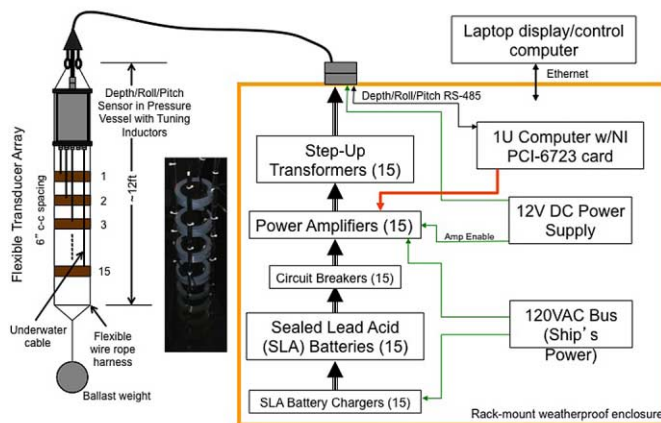 Laptop display/control
computer
Ethernet
Depth/Roll/Pitch
Sensor in Pressure
Vessel with Tuning
Inductors
Depth/Roll/Pitch RS-485
1U Computer w/NI
PCI-6723 card
Step-Up
Transformers (15)
Flexible Transducer Array
6" c-c spacing
1
2
3
15
~12ft
Power Amplifiers (15)
Amp Enable
12V DC Power
Supply
Circuit Breakers (15)
Sealed Lead Acid
(SLA) Batteries (15)
120VAC Bus
(Ship's
Power)
Underwater
cable
Flexible
wire rope
harness
Ballast weight
SLA Battery Chargers (15)
Rack-mount weatherproof enclosure